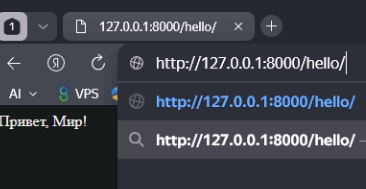 1
127.0.0.1:8000/hello/
http://127.0.0.1:8000/hello/
AI
VPS
http://127.0.0.1:8000/hello/
Привет, Мир!
http://127.0.0.1:8000/hello/ –